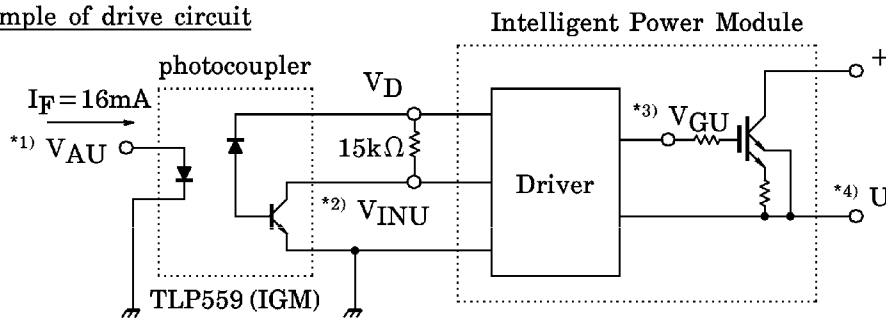 mple of drive circuit
Intelligent Power Module
photocoupler
IF = 16mA
VD
+
*1) VAU
15kΩ
*3) VGU
Driver
*2) VINU
*4) U
TLP559 (IGM)